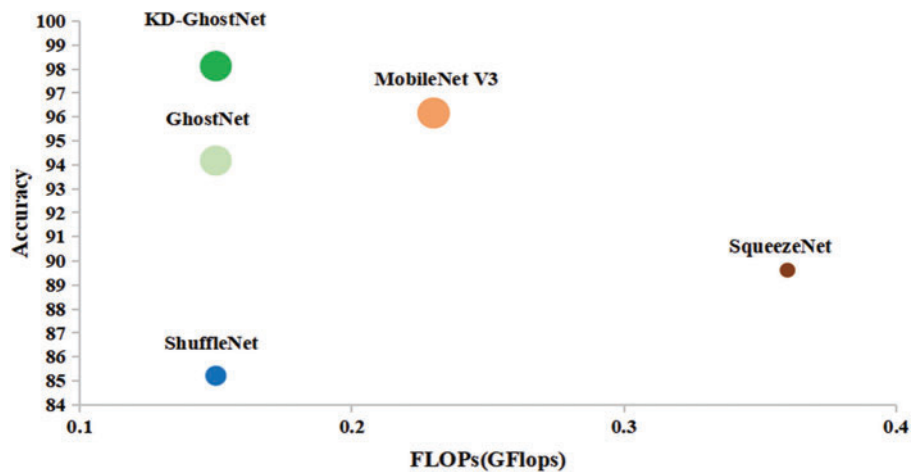 100
99
98
97
96
95
94
93
92
91
90
89
88
87
86
85
84
Accuracy
KD-GhostNet
MobileNet V3
GhostNet
SqueezeNet
ShuffleNet
0.1 0.2 0.3 0.4
FLOPs(GFlops)